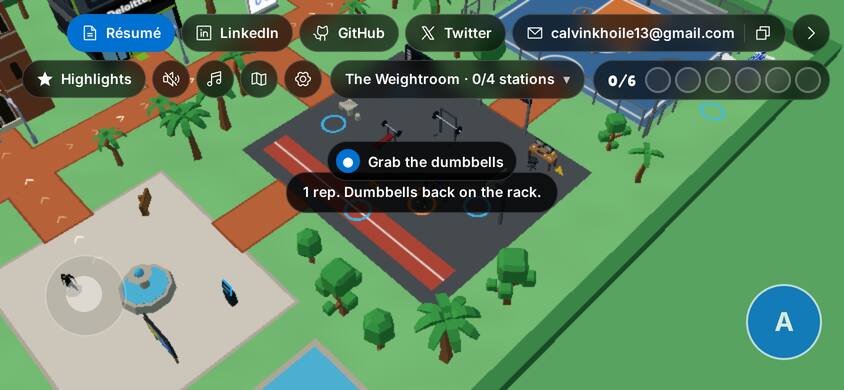 Résumé
LinkedIn
GitHub
Twitter
calvinkhoile13@gmail.com
Highlights
The Weightroom · 0/4 stations
0/6
Grab the dumbbells
1 rep. Dumbbells back on the rack.
A